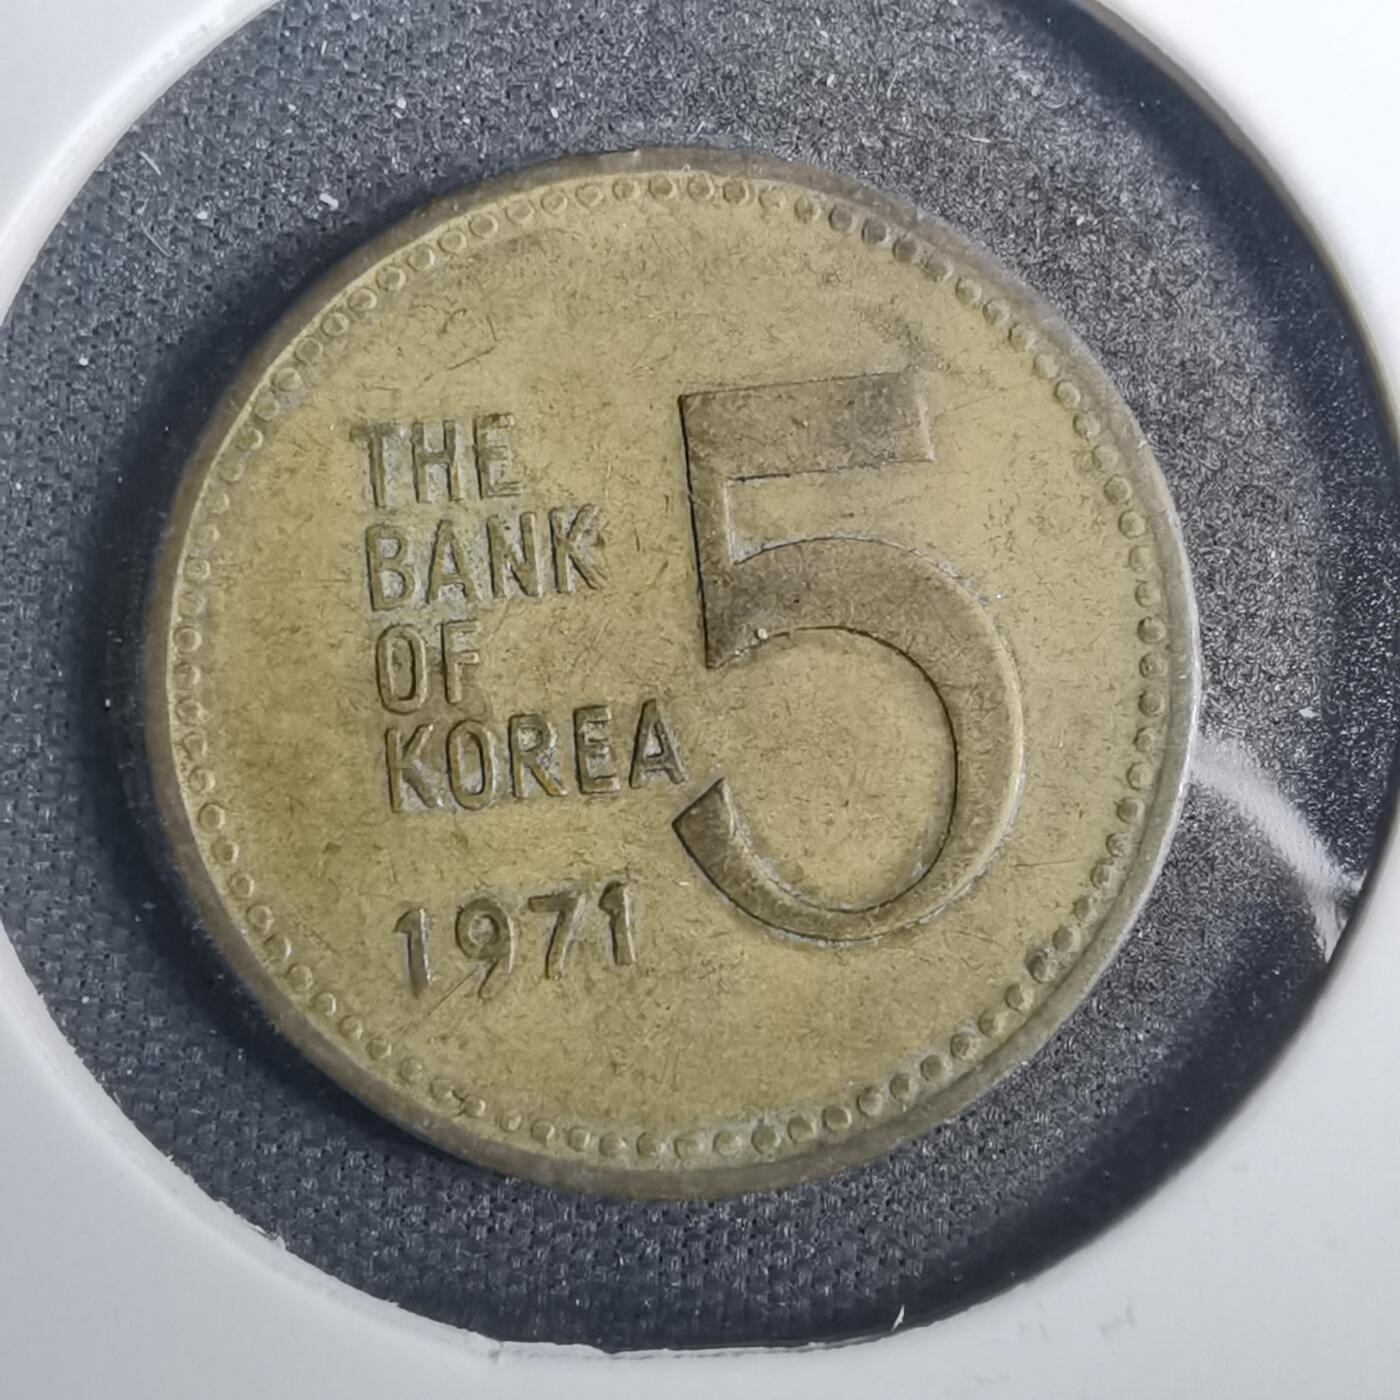 THE
BANK
OF
KOREA
1971
5